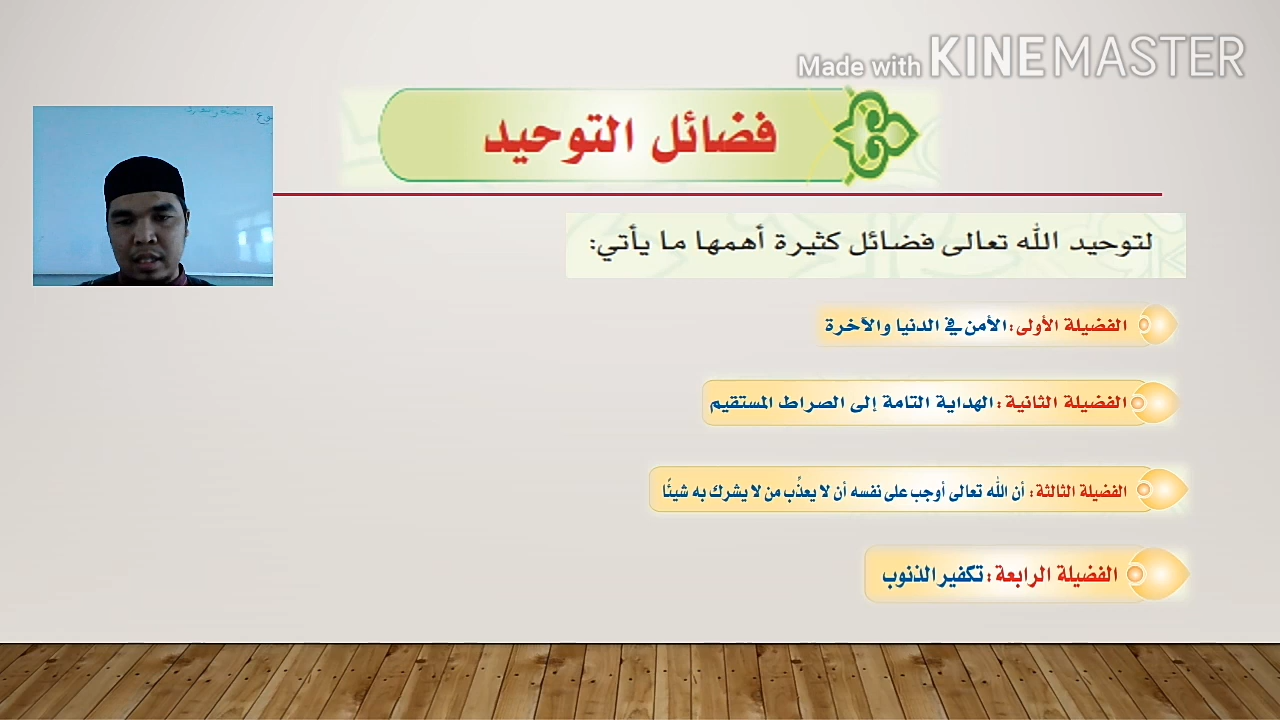 Made with KINEMASTER
فضائل التوحيد
لتوحيد الله تعالى فضائل كثيرة أهمها ما يأتي:
الفضيلة الأولى: الأمن في الدنيا والآخرة
الفضيلة الثانية: الهداية التامة إلى الصراط المستقيم
الفضيلة الثالثة: أن الله تعالى أوجب على نفسه أن لا يعذِّب من لا يشرك به شيئًا
الفضيلة الرابعة: تكفير الذنوب